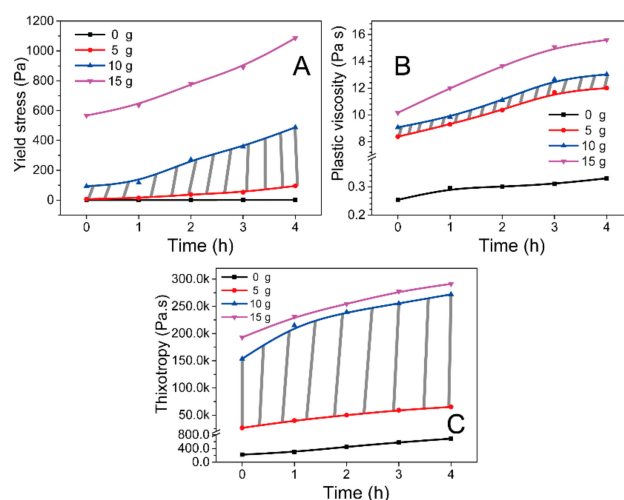 1200
1000
800
600
400
200
0
Yield stress (Pa)
0 g
5 g
10 g
15 g
A
0 1 2 3 4
Time (h)
16
14
12
10
8
0.3
0.2
Plastic viscosity (Pa s)
B
0 g
5 g
10 g
15 g
0 1 2 3 4
Time (h)
300.0k
250.0k
200.0k
150.0k
100.0k
50.0k
800.0
400.0
0.0
Thixotropy (Pa.s)
0 g
5 g
10 g
15 g
C
0 1 2 3 4
Time (h)